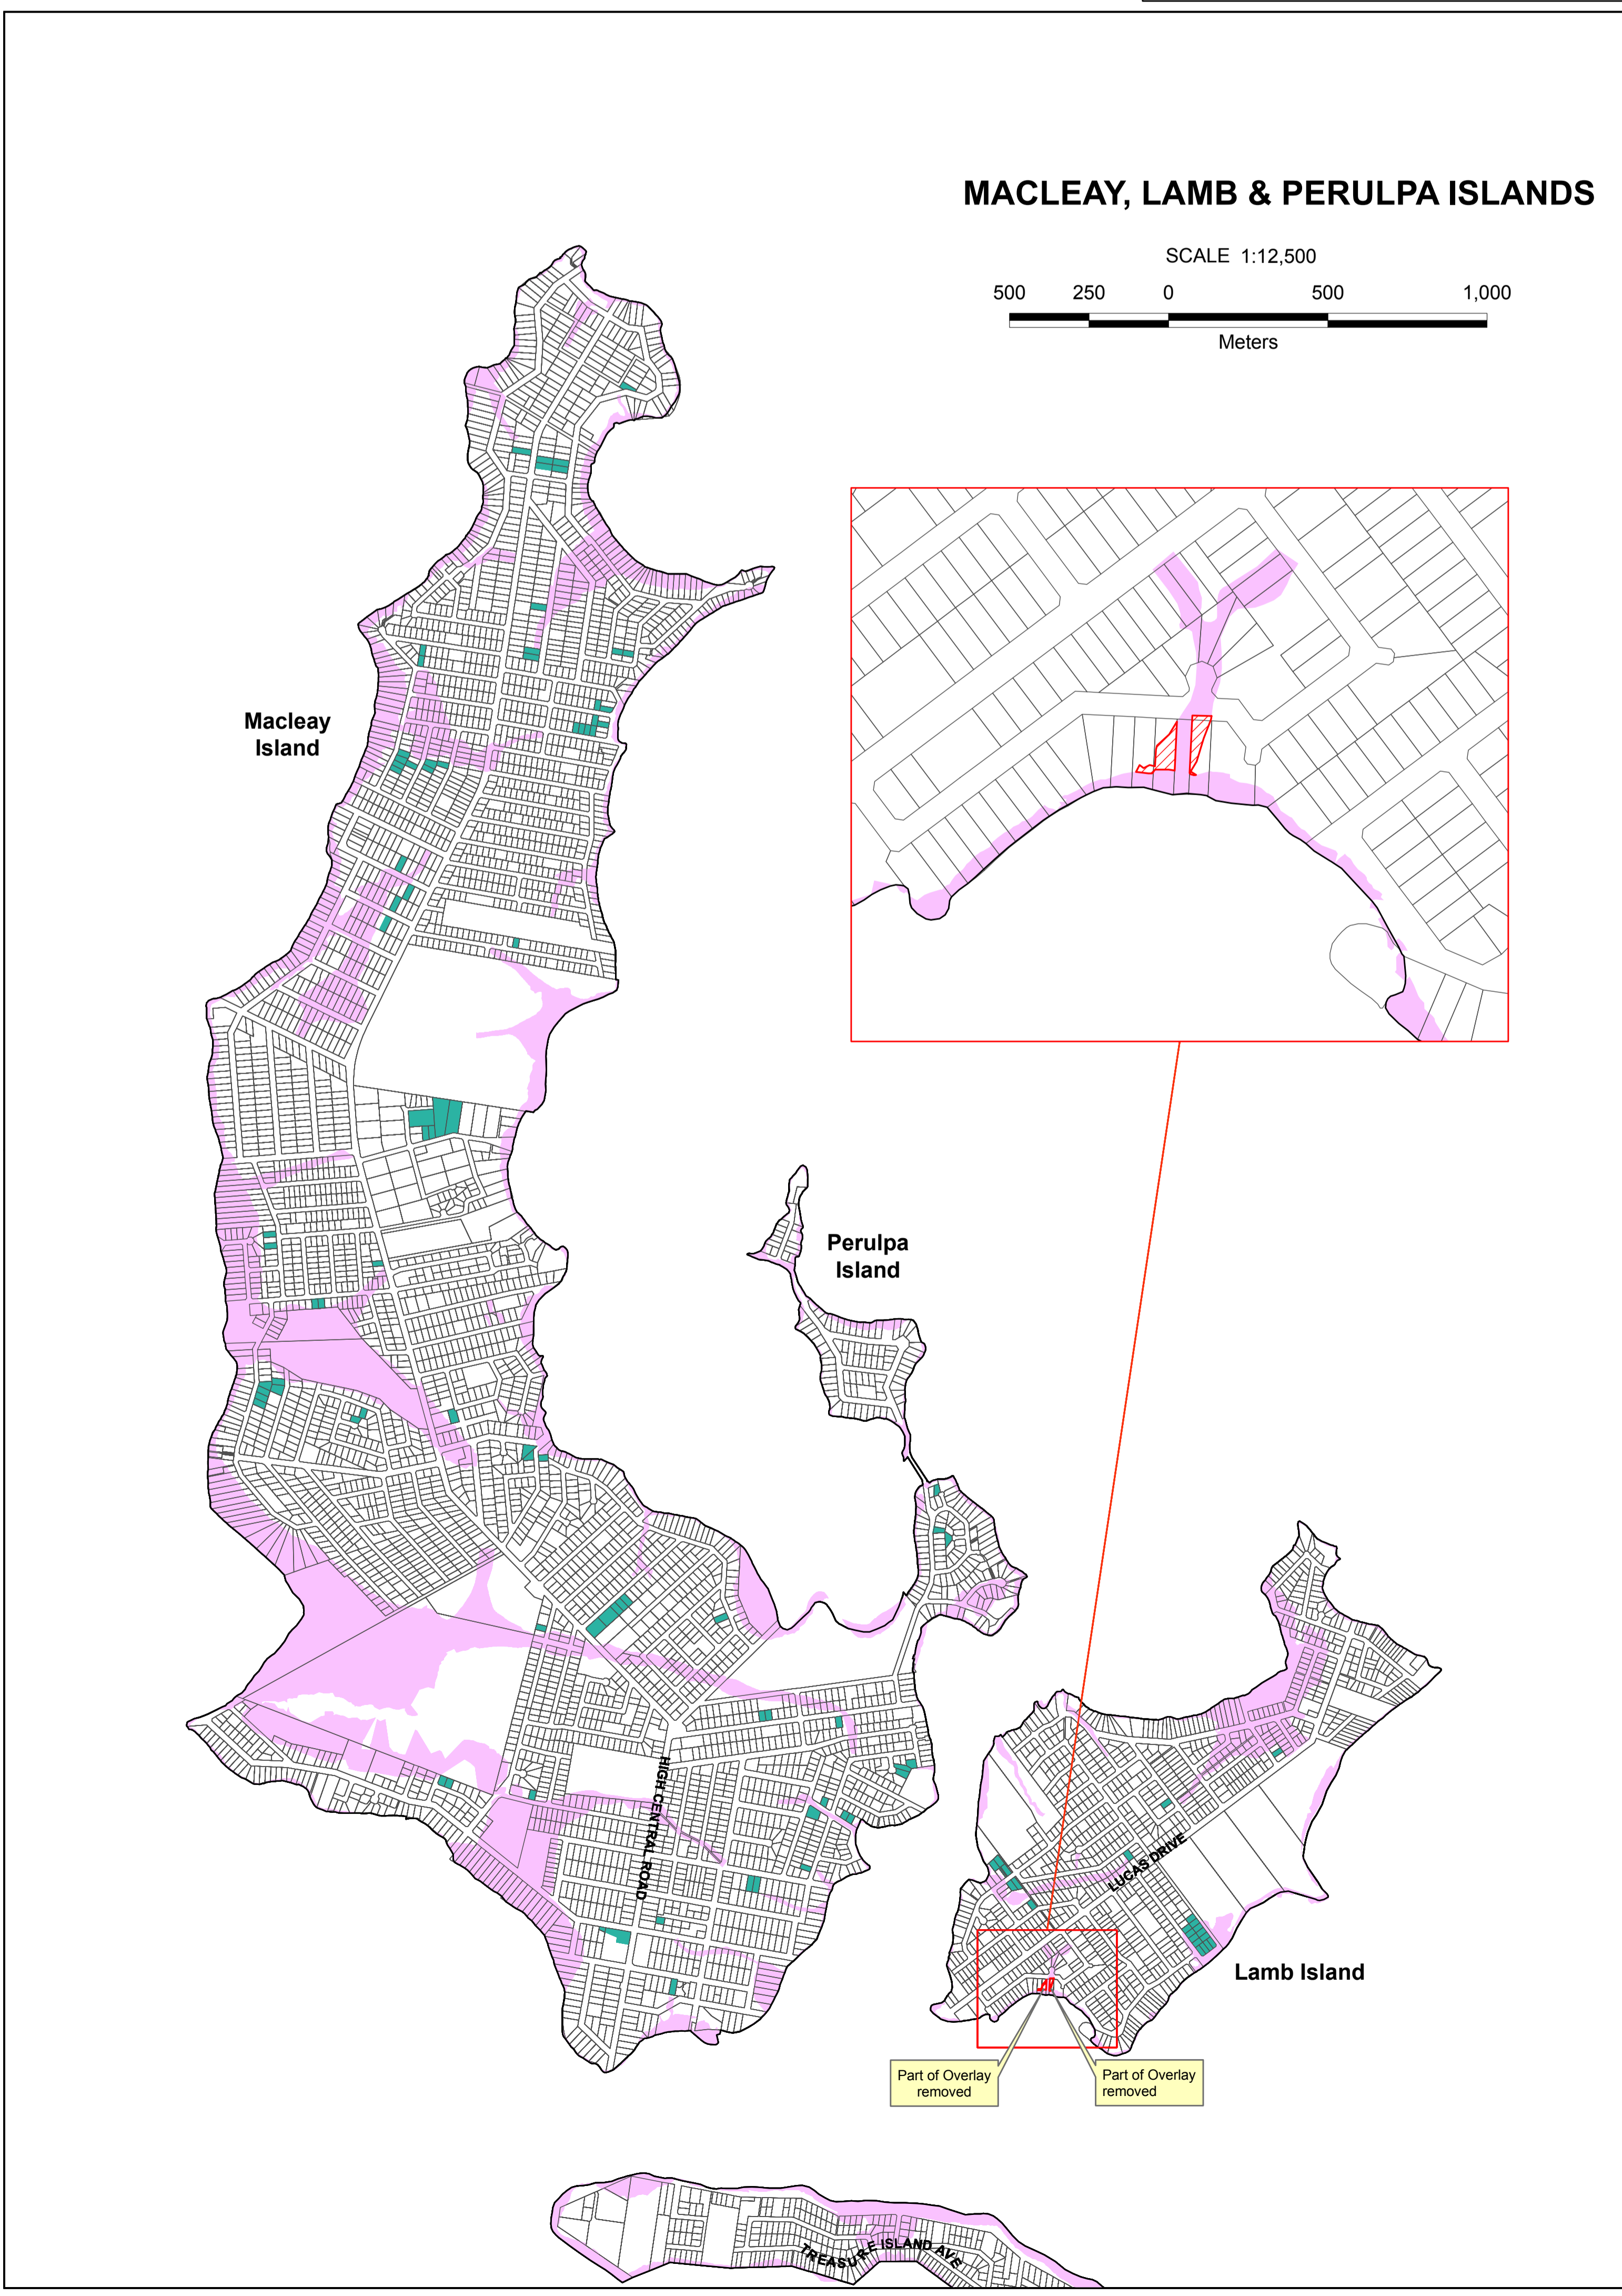 MACLEAY, LAMB & PERULPA ISLANDS
SCALE 1:12,500
500 250 0 500 1,000
Meters
Macleay
Island
Perulpa
Island
HIGH CENTRAL ROAD
LUCAS DRIVE
Lamb Island
Part of Overlay
removed
Part of Overlay
removed
TREASURE ISLAND AVE